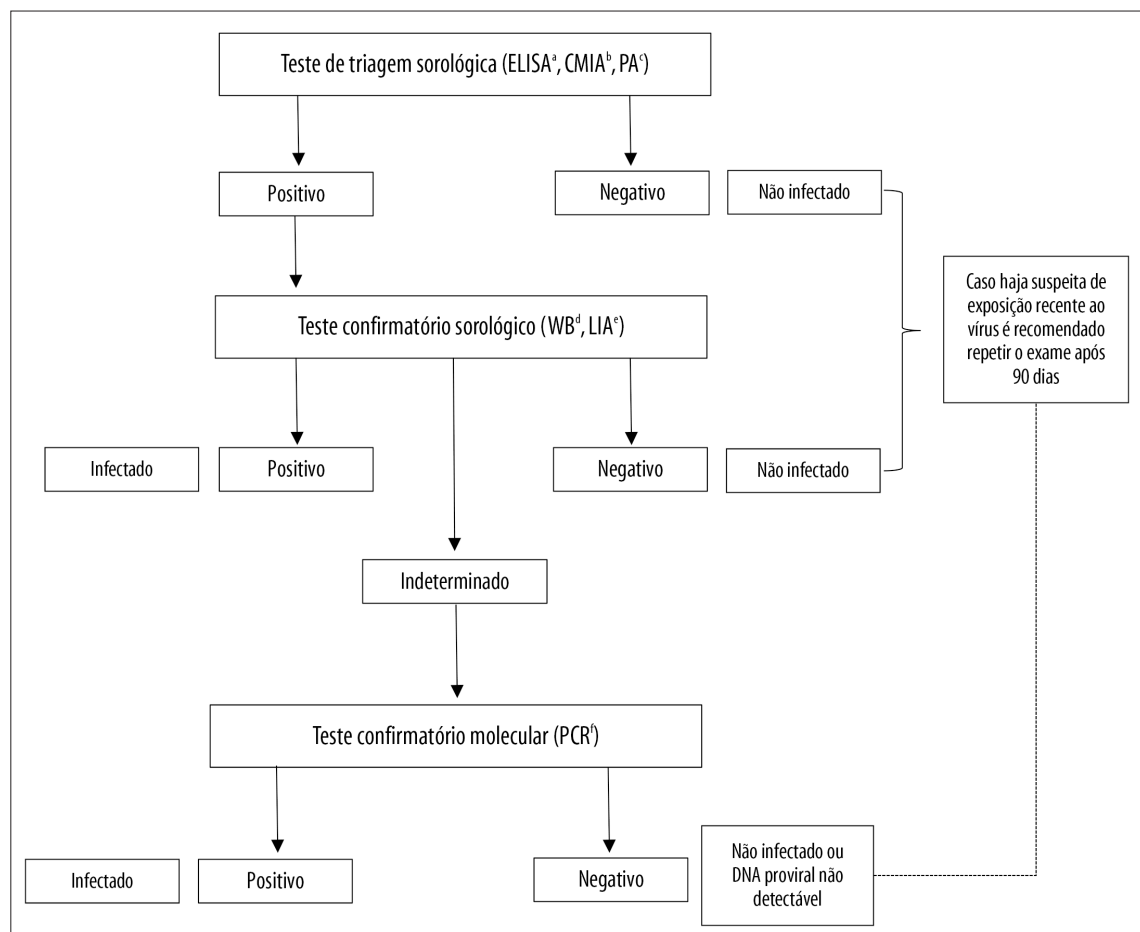 Teste de triagem sorológica (ELISAᵃ, CMIAᵇ, PAᶜ)
Positivo
Negativo
Não infectado
Caso haja suspeita de
exposição recente ao
vírus é recomendado
repetir o exame após
90 dias
Teste confirmatório sorológico (WBᵈ, LIAᵉ)
Infectado
Positivo
Negativo
Não infectado
Indeterminado
Teste confirmatório molecular (PCRᶠ)
Infectado
Positivo
Negativo
Não infectado ou
DNA proviral não
detectável